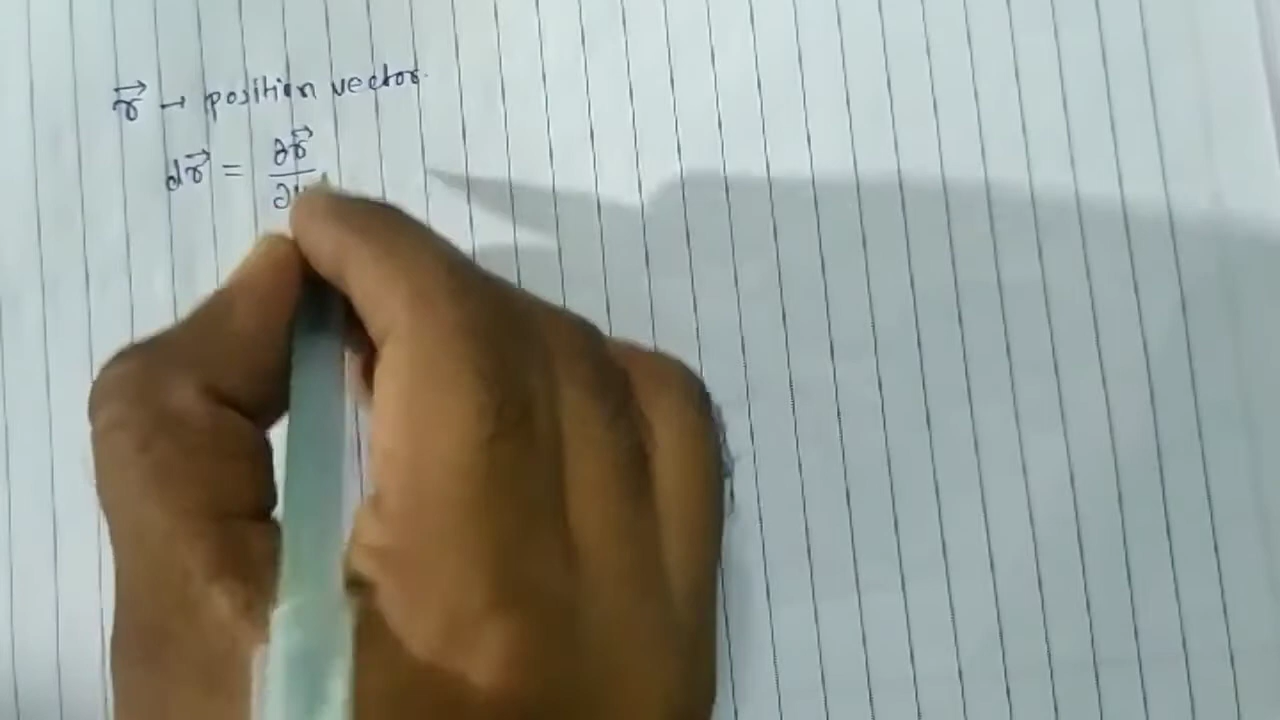 r⃗ → position vector.
dr⃗ = ∂r⃗/∂u